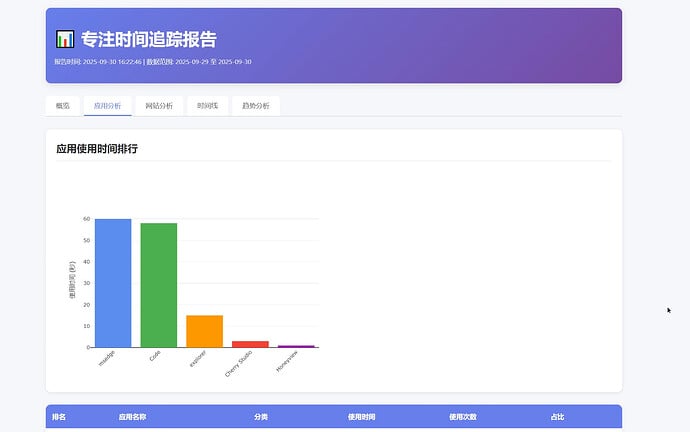 专注时间追踪报告
报告时间: 2025-09-30 16:22:46 | 数据范围: 2025-09-29 至 2025-09-30
概览 应用分析 网站分析 时间线 趋势分析
应用使用时间排行
使用时间 (秒)
60
50
40
30
20
10
0
msedge Code explorer Cherry Studio Honeyview
排名 应用名称 分类 使用时间 使用次数 占比